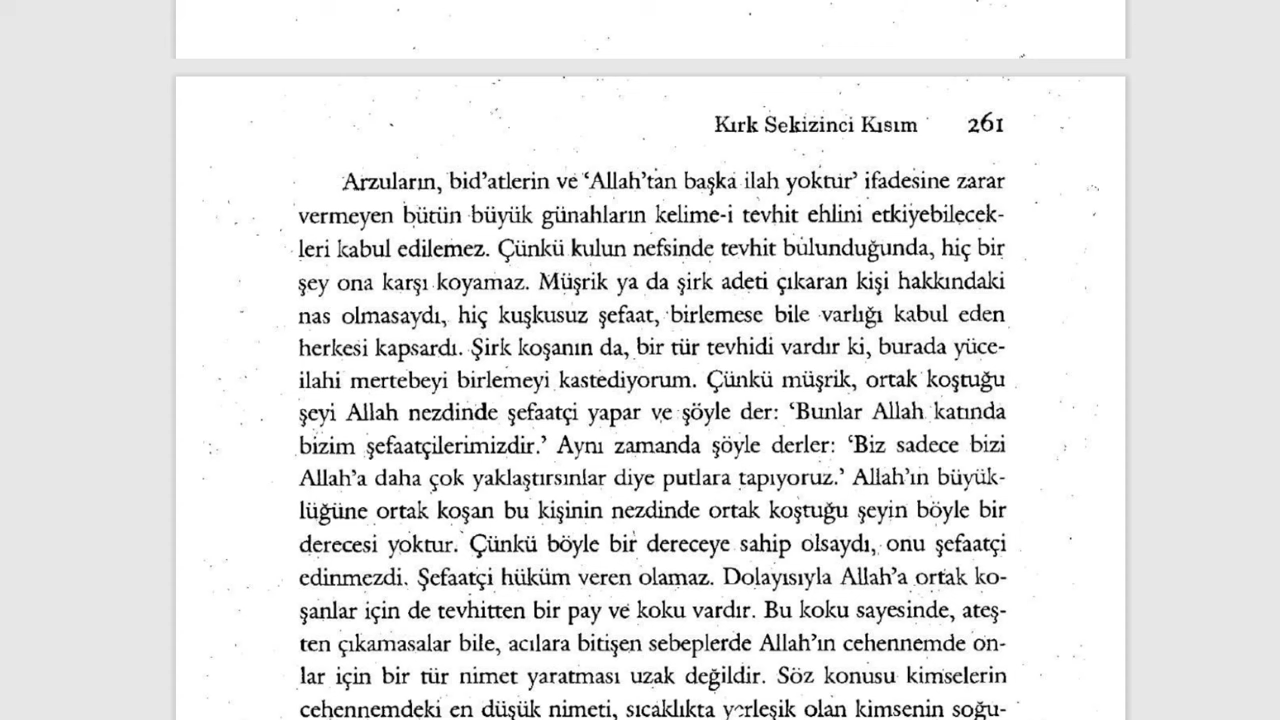 Kırk Sekizinci Kısım 261
Arzuların, bid’atlerin ve ‘Allah’tan başka ilah yoktur’ ifadesine zarar
vermeyen bütün büyük günahların kelime-i tevhit ehlini etkiyebilecek-
leri kabul edilemez. Çünkü kulun nefsinde tevhit bulunduğunda, hiç bir
şey ona karşı koyamaz. Müşrik ya da şirk adeti çıkaran kişi hakkındaki
nas olmasaydı, hiç kuşkusuz şefaat, birlemese bile varlığı kabul eden
herkesi kapsardı. Şirk koşanın da, bir tür tevhidi vardır ki, burada yüce-
ilahi mertebeyi birlemeyi kastediyorum. Çünkü müşrik, ortak koştuğu
şeyi Allah nezdinde şefaatçi yapar ve şöyle der: ‘Bunlar Allah katında
bizim şefaatçilerimizdir.’ Aynı zamanda şöyle derler: ‘Biz sadece bizi
Allah’a daha çok yaklaştırsınlar diye putlara tapıyoruz.’ Allah’ın büyük-
lüğüne ortak koşan bu kişinin nezdinde ortak koştuğu şeyin böyle bir
derecesi yoktur. Çünkü böyle bir dereceye sahip olsaydı, onu şefaatçi
edinmezdi. Şefaatçi hüküm veren olamaz. Dolayısıyla Allah’a ortak ko-
şanlar için de tevhitten bir pay ve koku vardır. Bu koku sayesinde, ateş-
ten çıkamasalar bile, acılara bitişen sebeplerde Allah’ın cehennemde on-
lar için bir tür nimet yaratması uzak değildir. Söz konusu kimselerin
cehennemdeki en düşük nimeti, sıcaklıkta yerleşik olan kimsenin soğu-